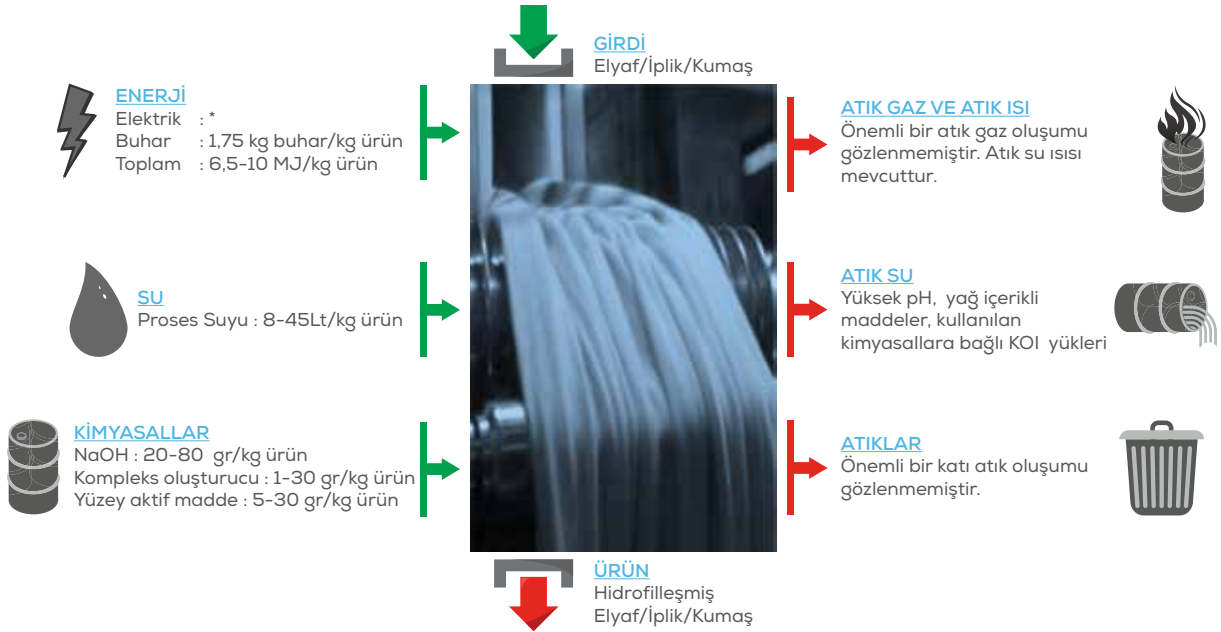 GİRDİ
Elyaf/İplik/Kumaş
ENERJİ
Elektrik : *
Buhar : 1,75 kg buhar/kg ürün
Toplam : 6,5-10 MJ/kg ürün
SU
Proses Suyu : 8-45Lt/kg ürün
KİMYASALLAR
NaOH : 20-80 gr/kg ürün
Kompleks oluşturucu : 1-30 gr/kg ürün
Yüzey aktif madde : 5-30 gr/kg ürün
ATIK GAZ VE ATIK ISI
Önemli bir atık gaz oluşumu
gözlenmemiştir. Atık su ısısı
mevcuttur.
ATIK SU
Yüksek pH, yağ içerikli
maddeler, kullanılan
kimyasallara bağlı KOI yükleri
ATIKLAR
Önemli bir katı atık oluşumu
gözlenmemiştir.
ÜRÜN
Hidrofilleşmiş
Elyaf/İplik/Kumaş